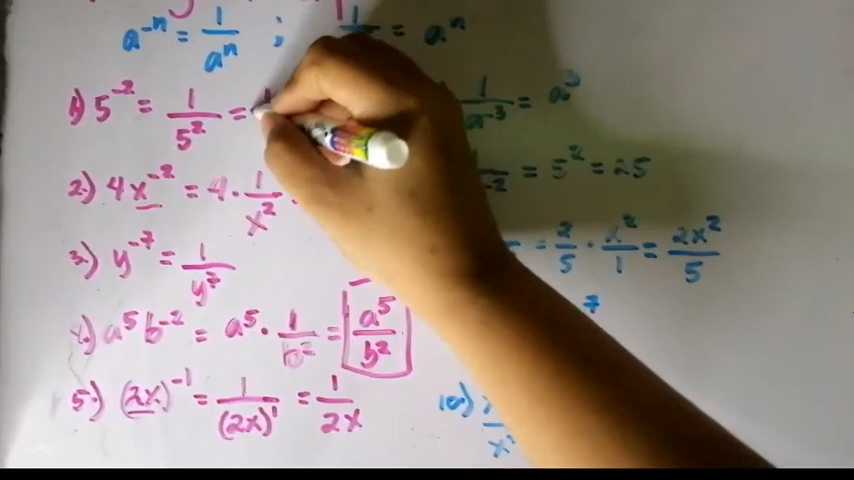 a^-n = 1/a^n ; 1/ = a^n
1.) 5^-2 = 1/5^2 =
2.) 4x^-2 = 4 · 1/x^2
3.) y^-7 = 1/y^7
4.) a^5 b^-2 = a^5 · 1/b^2 = a^5/b^2
5.) (2x)^-1 = 1/(2x)^1 = 1/2x
1/a^-3 = a^3
= 5^2 = 25
= 2/5 · x^2/1 = 2x^2/5
7
10.)